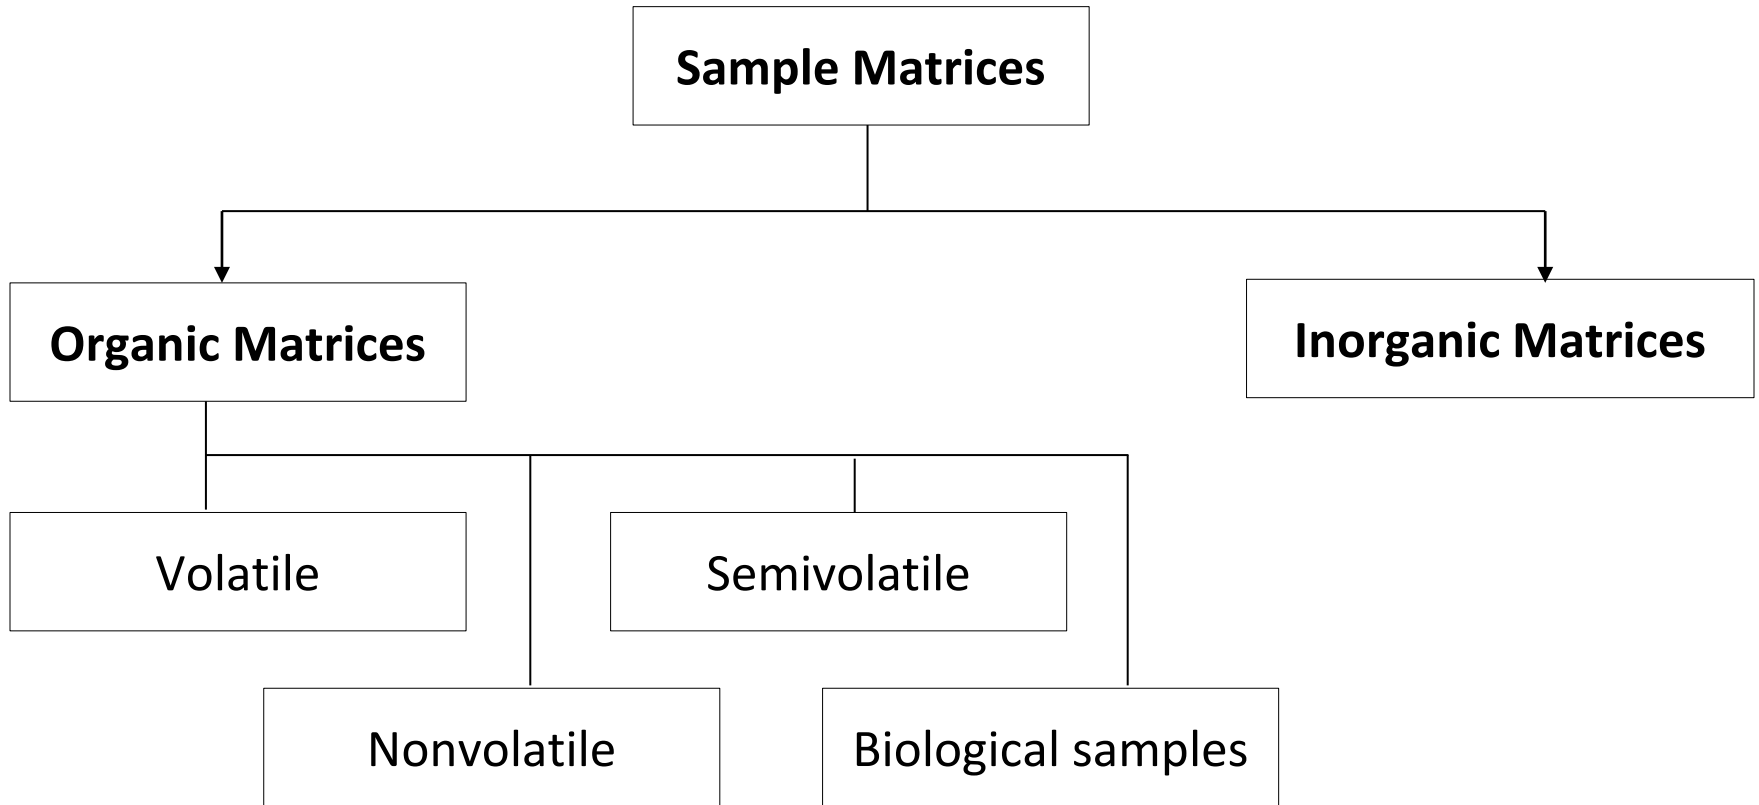 Sample Matrices
Organic Matrices
Inorganic Matrices
Volatile
Semivolatile
Nonvolatile
Biological samples